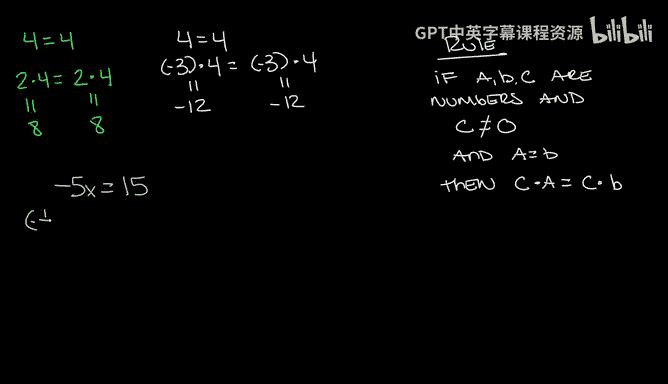 4=4
2·4=2·4
" "
8 8
4=4
(-3)·4=(-3)·4
" "
-12 -12
-5x=15
(-1
GPT中英字幕课程资源 bilibili
RULE
iF A,b,C ARE
NUMBERS AND
C≠O
AND A=b
then C·A=C·b